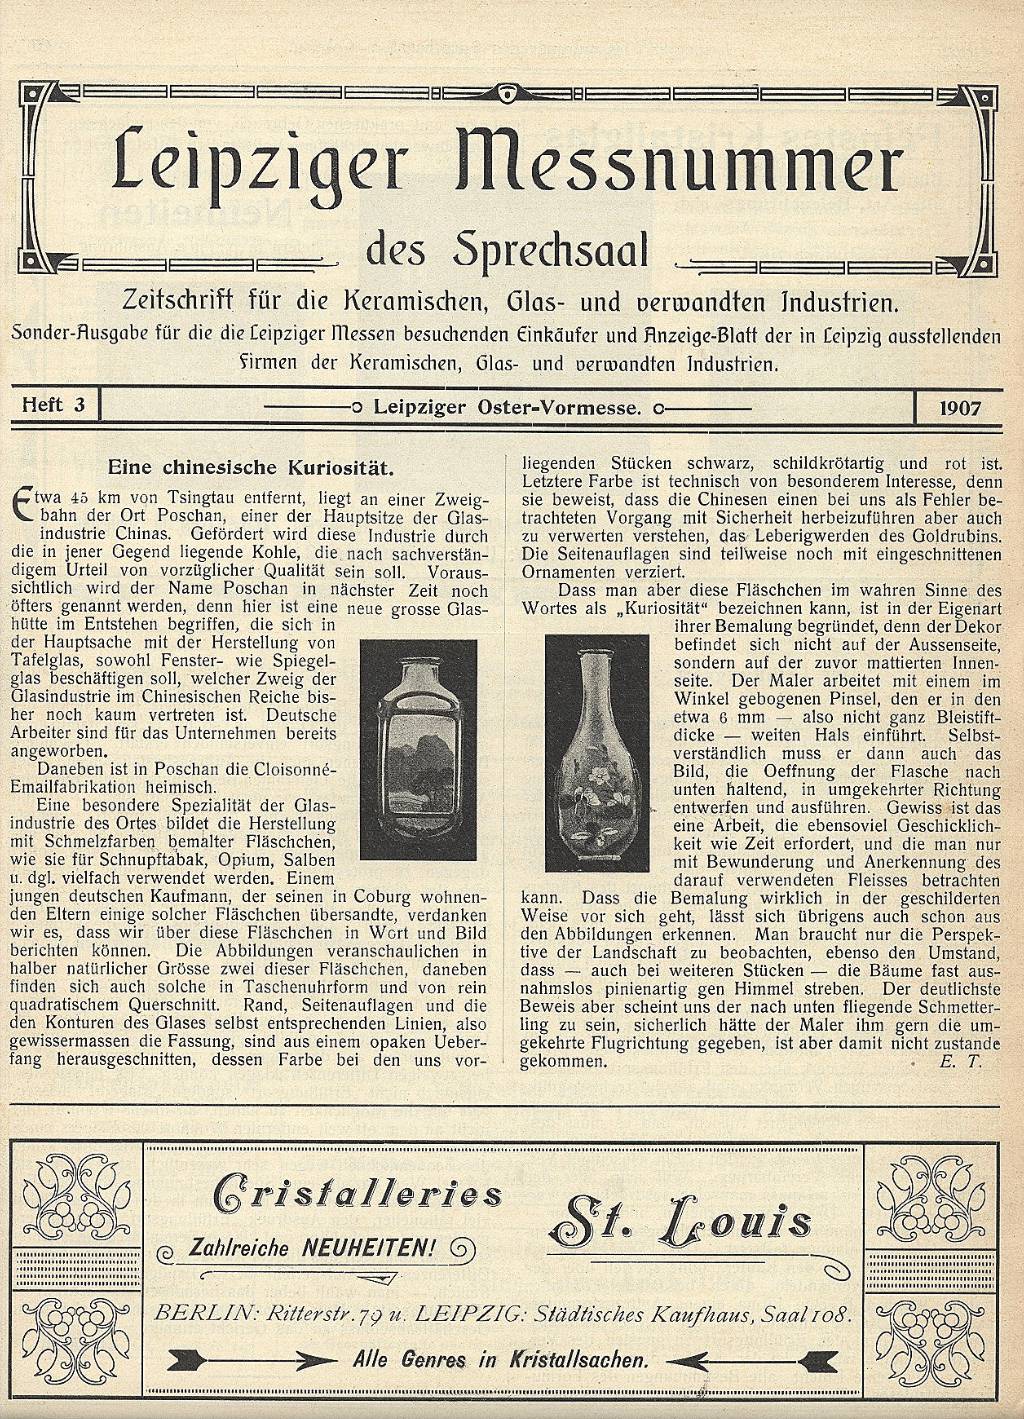 Leipziger Messnummer
des Sprechsaal
Zeitschrift für die Keramischen, Glas- und verwandten Industrien.
Sonder-Ausgabe für die die Leipziger Messen besuchenden Einkäufer und Anzeige-Blatt der in Leipzig ausstellenden
Firmen der Keramischen, Glas- und verwandten Industrien.
Heft 3
Leipziger Oster-Vormesse.
1907
Eine chinesische Kuriosität.
Etwa 45 km von Tsingtau entfernt, liegt an einer Zweig-
bahn der Ort Poschan, einer der Hauptsitze der Glas-
industrie Chinas. Gefördert wird diese Industrie durch
die in jener Gegend liegende Kohle, die nach sachverstän-
digem Urteil von vorzüglicher Qualität sein soll. Voraus-
sichtlich wird der Name Poschan in nächster Zeit noch
öfters genannt werden, denn hier ist eine neue grosse Glas-
hütte im Entstehen begriffen, die sich in
der Hauptsache mit der Herstellung von
Tafelglas, sowohl Fenster- wie Spiegel-
glas beschäftigen soll, welcher Zweig der
Glasindustrie im Chinesischen Reiche bis-
her noch kaum vertreten ist. Deutsche
Arbeiter sind für das Unternehmen bereits
angeworben.
Daneben ist in Poschan die Cloisonné-
Emailfabrikation heimisch.
Eine besondere Spezialität der Glas-
industrie des Ortes bildet die Herstellung
mit Schmelzfarben bemalter Fläschchen,
wie sie für Schnupftabak, Opium, Salben
u. dgl. vielfach verwendet werden. Einem
jungen deutschen Kaufmann, der seinen in Coburg wohnen-
den Eltern einige solcher Fläschchen übersandte, verdanken
wir es, dass wir über diese Fläschchen in Wort und Bild
berichten können. Die Abbildungen veranschaulichen in
halber natürlicher Grösse zwei dieser Fläschchen, daneben
finden sich auch solche in Taschenuhrform und von rein
quadratischem Querschnitt. Rand, Seitenauflagen und die
den Konturen des Glases selbst entsprechenden Linien, also
gewissermassen die Fassung, sind aus einem opaken Ueber-
fang herausgeschnitten, dessen Farbe bei den uns vor-
liegenden Stücken schwarz, schildkrötartig und rot ist.
Letztere Farbe ist technisch von besonderem Interesse, denn
sie beweist, dass die Chinesen einen bei uns als Fehler be-
trachteten Vorgang mit Sicherheit herbeizuführen aber auch
zu verwerten verstehen, das Leberigwerden des Goldrubins.
Die Seitenauflagen sind teilweise noch mit eingeschnittenen
Ornamenten verziert.
Dass man aber diese Fläschchen im wahren Sinne des
Wortes als „Kuriosität“ bezeichnen kann, ist in der Eigenart
ihrer Bemalung begründet, denn der Dekor
befindet sich nicht auf der Aussenseite,
sondern auf der zuvor mattierten Innen-
seite. Der Maler arbeitet mit einem im
Winkel gebogenen Pinsel, den er in den
etwa 6 mm — also nicht ganz Bleistift-
dicke — weiten Hals einführt. Selbst-
verständlich muss er dann auch das
Bild, die Oeffnung der Flasche nach
unten haltend, in umgekehrter Richtung
entwerfen und ausführen. Gewiss ist das
eine Arbeit, die ebensoviel Geschicklich-
keit wie Zeit erfordert, und die man nur
mit Bewunderung und Anerkennung des
darauf verwendeten Fleisses betrachten
kann. Dass die Bemalung wirklich in der geschilderten
Weise vor sich geht, lässt sich übrigens auch schon aus
den Abbildungen erkennen. Man braucht nur die Perspek-
tive der Landschaft zu beobachten, ebenso den Umstand,
dass — auch bei weiteren Stücken — die Bäume fast aus-
nahmslos pinienartig gen Himmel streben. Der deutlichste
Beweis aber scheint uns der nach unten fliegende Schmetter-
ling zu sein, sicherlich hätte der Maler ihm gern die um-
gekehrte Flugrichtung gegeben, ist aber damit nicht zustande
gekommen. E. T.
Cristalleries St. Louis
Zahlreiche NEUHEITEN!
BERLIN: Ritterstr. 79 u. LEIPZIG: Städtisches Kaufhaus, Saal 108.
Alle Genres in Kristallsachen.